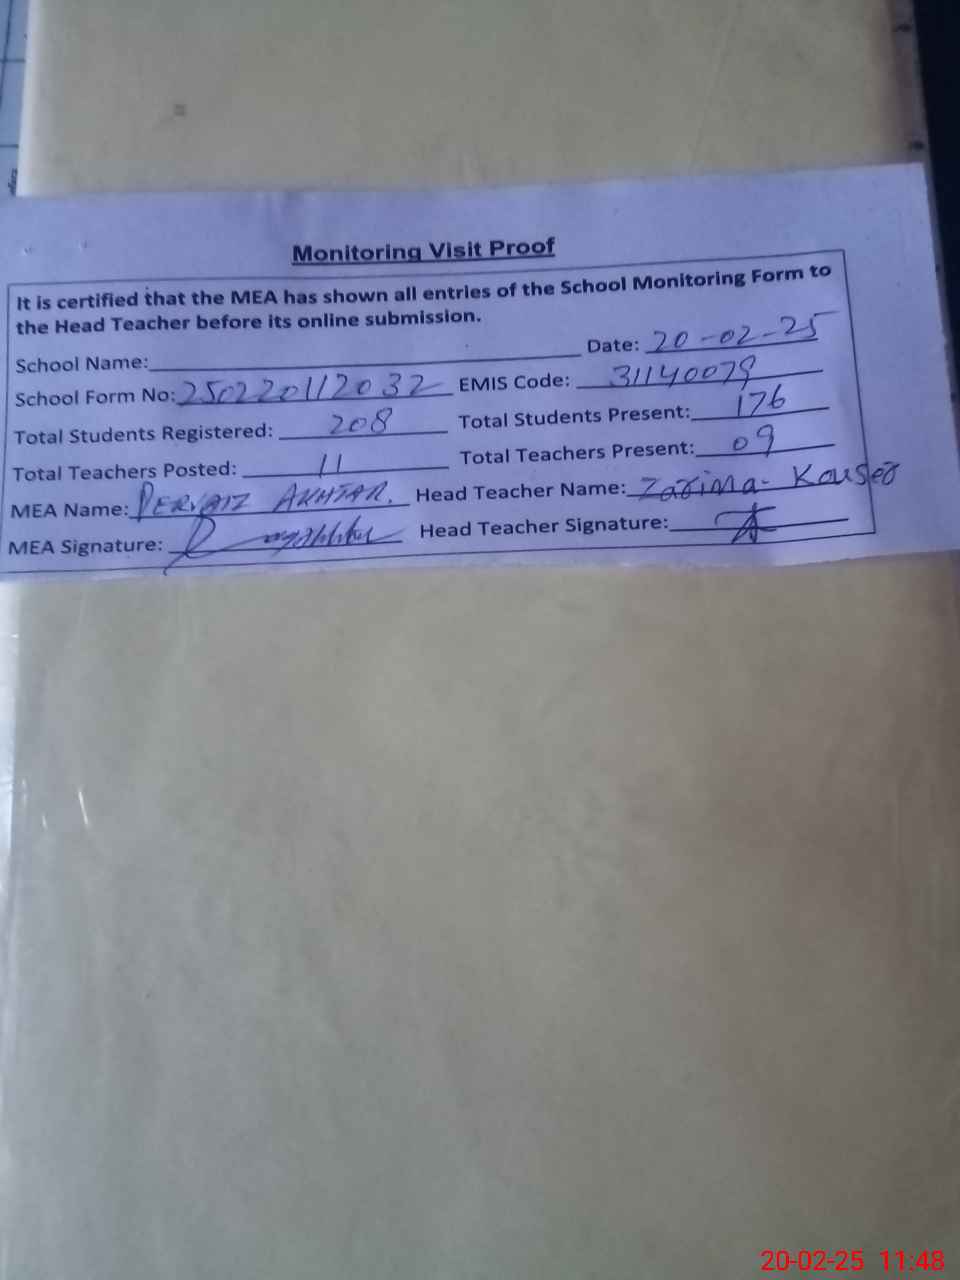 Monitoring Visit Proof
It is certified that the MEA has shown all entries of the School Monitoring Form to
the Head Teacher before its online submission.
School Name: Date: 20-02-25
School Form No: 250220112032 EMIS Code: 31140079
Total Students Registered: 208 Total Students Present: 176
Total Teachers Posted: 11 Total Teachers Present: 09
MEA Name: PERVAIZ AKHTAR. Head Teacher Name: Zarina Kouser
MEA Signature: Head Teacher Signature:
20-02-25 11:48